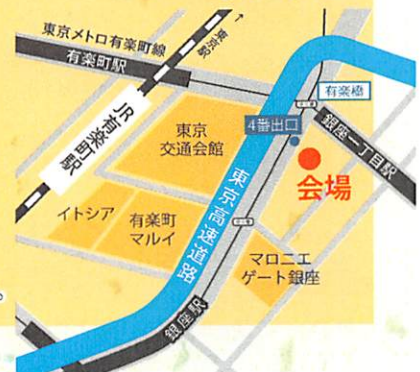 ↑
東京駅
東京メトロ有楽町線
有楽町駅
JR有楽町駅
有楽橋
4番出口
銀座一丁目駅
東京
交通会館
会場
東京高速道路
イトシア
有楽町
マルイ
マロニエ
ゲート銀座
銀座駅